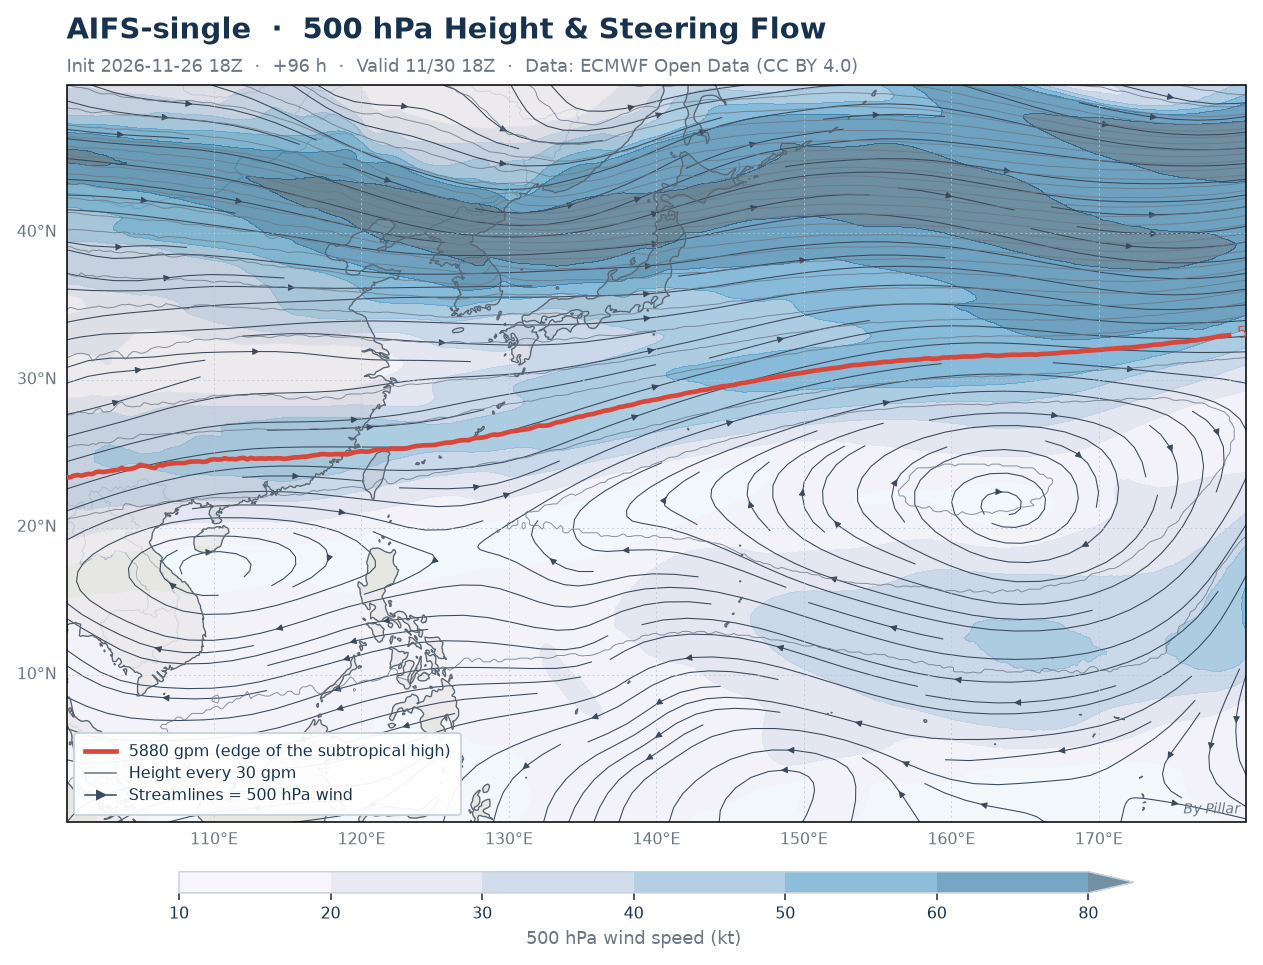 AIFS-single · 500 hPa Height & Steering Flow
Init 2026-11-26 18Z · +96 h · Valid 11/30 18Z · Data: ECMWF Open Data (CC BY 4.0)
40°N
30°N
20°N
10°N
5880 gpm (edge of the subtropical high)
Height every 30 gpm
Streamlines = 500 hPa wind
By Pillar
110°E 120°E 130°E 140°E 150°E 160°E 170°E
10 20 30 40 50 60 80
500 hPa wind speed (kt)